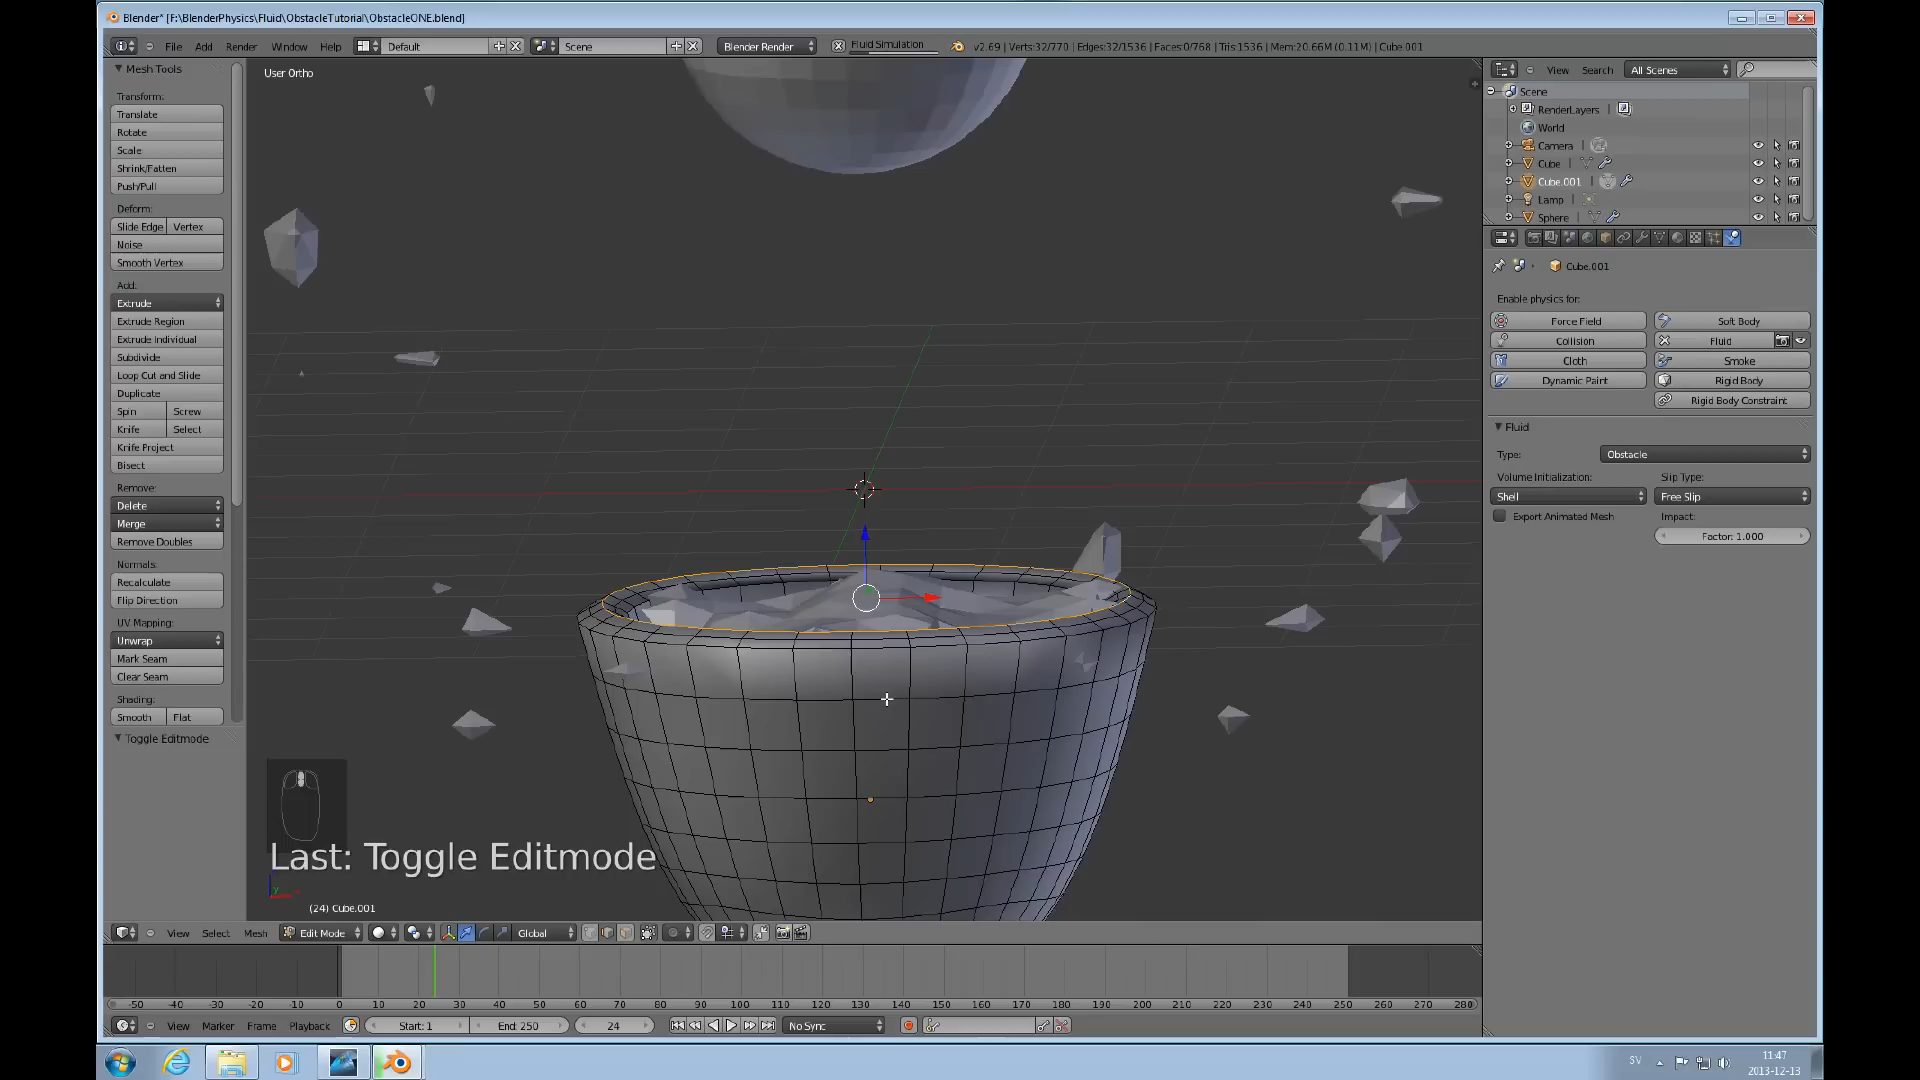 Blender* [F:\BlenderPhysics\Fluid\ObstacleTutorial\ObstacleONE.blend]
File Add Render Window Help Default Scene Blender Render Fluid Simulation v2.69 | Verts:32/770 | Edges:32/1536 | Faces:0/768 | Tris:1536 | Mem:20.66M (0.11M) | Cube.001
Mesh Tools
Transform:
Translate
Rotate
Scale
Shrink/Fatten
Push/Pull
Deform:
Slide Edge Vertex
Noise
Smooth Vertex
Add:
Extrude
Extrude Region
Extrude Individual
Subdivide
Loop Cut and Slide
Duplicate
Spin Screw
Knife Select
Knife Project
Bisect
Remove:
Delete
Merge
Remove Doubles
Normals:
Recalculate
Flip Direction
UV Mapping:
Unwrap
Mark Seam
Clear Seam
Shading:
Smooth Flat
Toggle Editmode
User Ortho
Last: Toggle Editmode
(24) Cube.001
View Select Mesh Edit Mode Global
-50 -40 -30 -20 -10 0 10 20 30 40 50 60 70 80 90 100 110 120 130 140 150 160 170 180 190 200 210 220 230 240 250 260 270 280
View Marker Frame Playback Start: 1 End: 250 24 No Sync
View Search All Scenes
Scene
RenderLayers
World
Camera
Cube
Cube.001
Lamp
Sphere
Cube.001
Enable physics for:
Force Field Soft Body
Collision Fluid
Cloth Smoke
Dynamic Paint Rigid Body
Rigid Body Constraint
Fluid
Type: Obstacle
Volume Initialization: Slip Type:
Shell Free Slip
Export Animated Mesh Impact:
Factor: 1.000
SV
11:47
2013-12-13